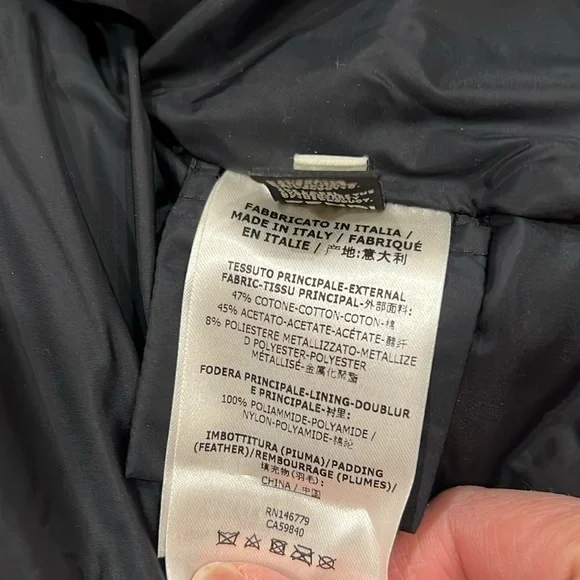 FABBRICATO IN ITALIA /
MADE IN ITALY / FABRIQUÉ
EN ITALIE / 产地:意大利
TESSUTO PRINCIPALE-EXTERNAL
FABRIC-TISSU PRINCIPAL-外部面料:
47% COTONE-COTTON-COTON-棉
45% ACETATO-ACETATE-ACÉTATE-醋纤
8% POLIESTERE METALLIZZATO-METALLIZE
D POLYESTER-POLYESTER
MÉTALLISÉ-金属化聚酯
FODERA PRINCIPALE-LINING-DOUBLUR
E PRINCIPALE-衬里:
100% POLIAMMIDE-POLYAMIDE /
NYLON-POLYAMIDE-锦纶
IMBOTTITURA (PIUMA)/PADDING
(FEATHER)/REMBOURRAGE (PLUMES)/
填充物(羽毛):
CHINA / 中国
RN146779
CA59840